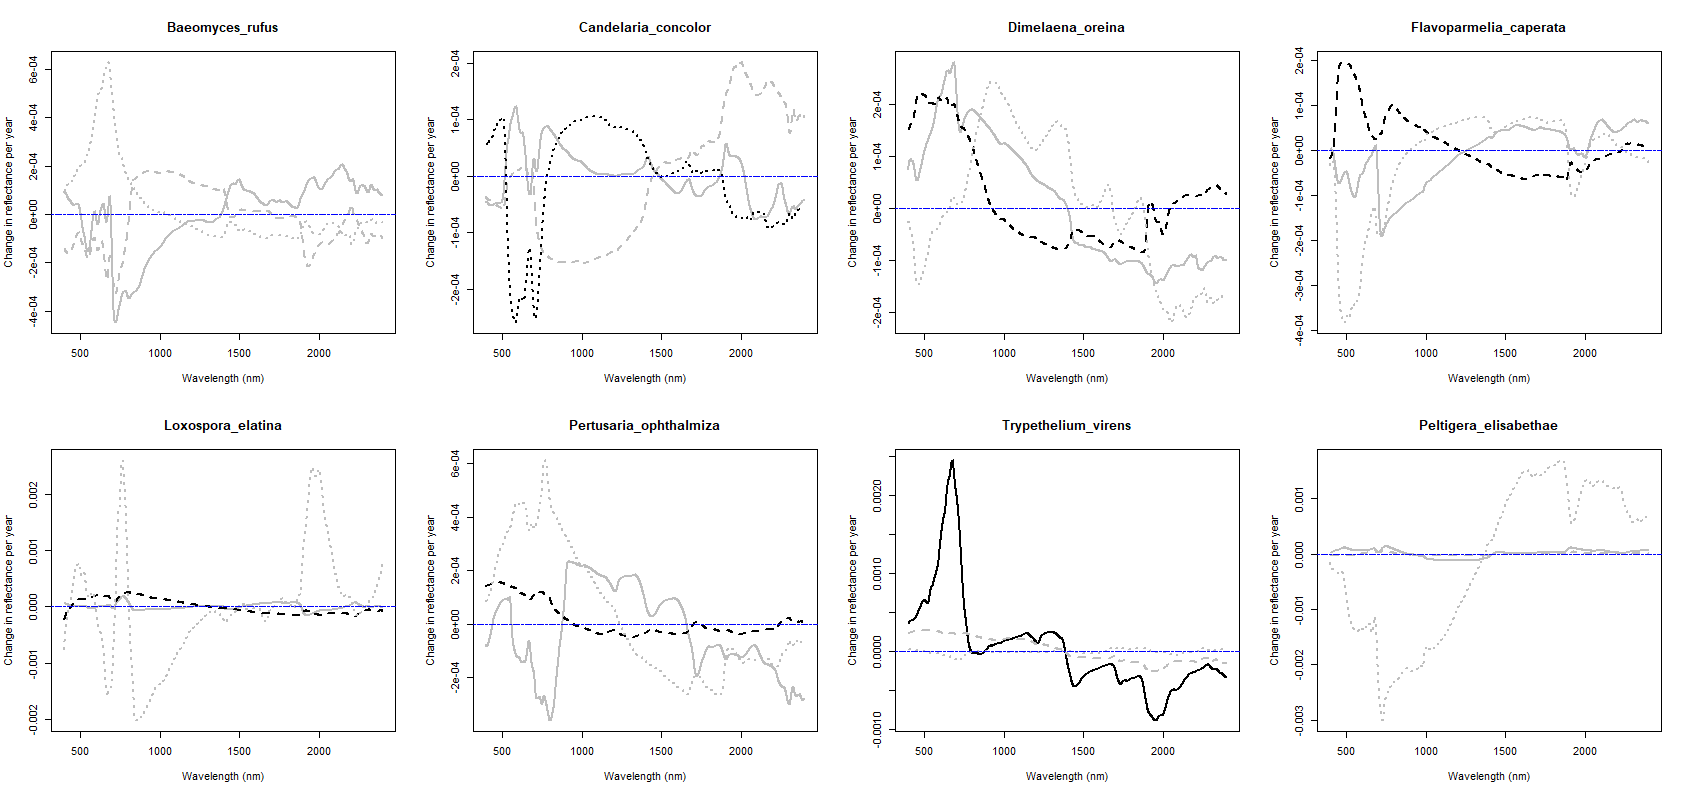 Baeomyces_rufus
Change in reflectance per year
-4e-04 -2e-04 0e+00 2e-04 4e-04 6e-04
500 1000 1500 2000
Wavelength (nm)
Candelaria_concolor
Change in reflectance per year
-2e-04 -1e-04 0e+00 1e-04 2e-04
500 1000 1500 2000
Wavelength (nm)
Dimelaena_oreina
Change in reflectance per year
-2e-04 -1e-04 0e+00 1e-04 2e-04
500 1000 1500 2000
Wavelength (nm)
Flavoparmelia_caperata
Change in reflectance per year
-4e-04 -3e-04 -2e-04 -1e-04 0e+00 1e-04 2e-04
500 1000 1500 2000
Wavelength (nm)
Loxospora_elatina
Change in reflectance per year
-0.002 -0.001 0.000 0.001 0.002
500 1000 1500 2000
Wavelength (nm)
Pertusaria_ophthalmiza
Change in reflectance per year
-2e-04 0e+00 2e-04 4e-04 6e-04
500 1000 1500 2000
Wavelength (nm)
Trypethelium_virens
Change in reflectance per year
-0.0010 0.0000 0.0010 0.0020
500 1000 1500 2000
Wavelength (nm)
Peltigera_elisabethae
Change in reflectance per year
-0.003 -0.002 -0.001 0.000 0.001
500 1000 1500 2000
Wavelength (nm)